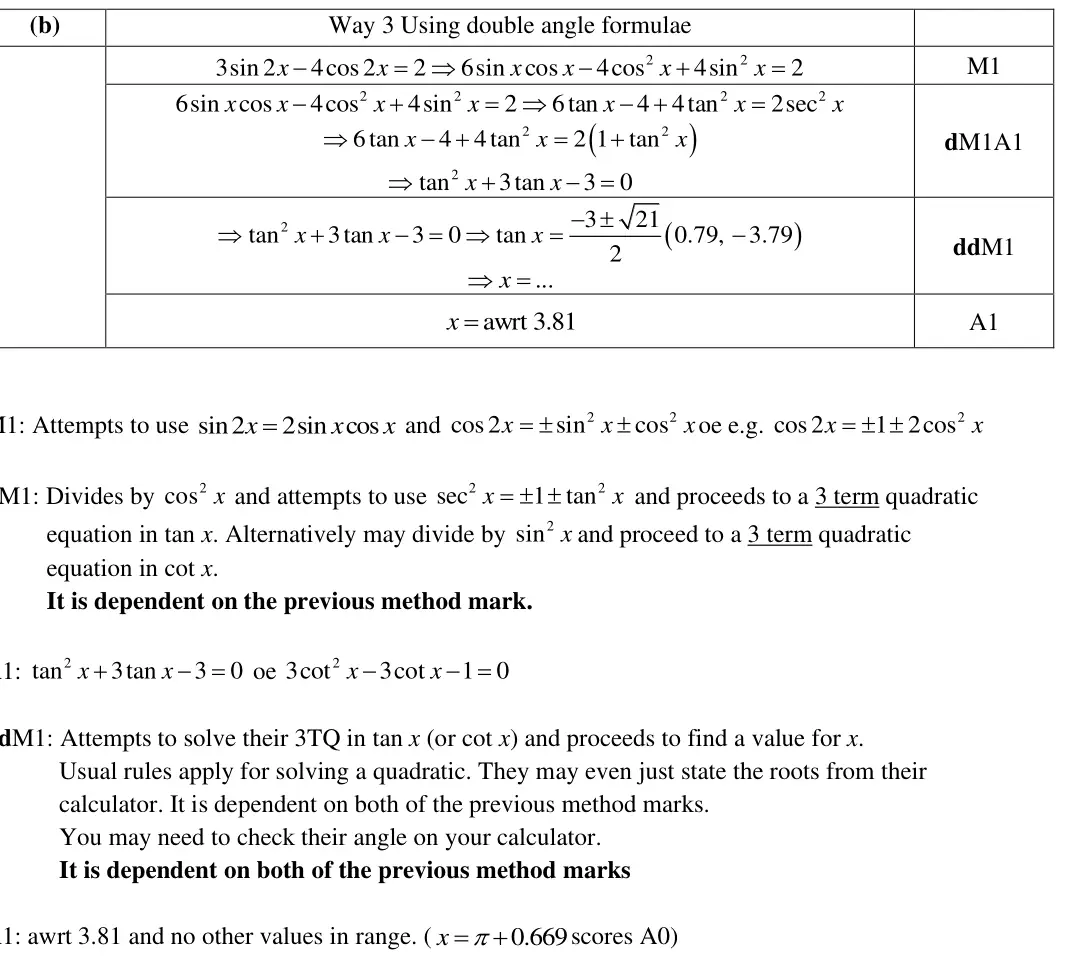 (b) Way 3 Using double angle formulae
3sin 2x − 4cos 2x = 2 ⇒ 6sin x cos x − 4cos² x + 4sin² x = 2 M1
6sin x cos x − 4cos² x + 4sin² x = 2 ⇒ 6 tan x − 4 + 4 tan² x = 2sec² x
⇒ 6 tan x − 4 + 4 tan² x = 2(1 + tan² x) dM1A1
⇒ tan² x + 3 tan x − 3 = 0
⇒ tan² x + 3 tan x − 3 = 0 ⇒ tan x = (−3 ± √21)/2 (0.79, −3.79) ddM1
⇒ x = ...
x = awrt 3.81 A1
1: Attempts to use sin 2x = 2sin x cos x and cos 2x = ±sin² x ± cos² x oe e.g. cos 2x = ±1 ± 2cos² x
M1: Divides by cos² x and attempts to use sec² x = ±1 ± tan² x and proceeds to a 3 term quadratic
equation in tan x. Alternatively may divide by sin² x and proceed to a 3 term quadratic
equation in cot x.
It is dependent on the previous method mark.
1: tan² x + 3 tan x − 3 = 0 oe 3cot² x − 3cot x − 1 = 0
dM1: Attempts to solve their 3TQ in tan x (or cot x) and proceeds to find a value for x.
Usual rules apply for solving a quadratic. They may even just state the roots from their
calculator. It is dependent on both of the previous method marks.
You may need to check their angle on your calculator.
It is dependent on both of the previous method marks
1: awrt 3.81 and no other values in range. ( x = π + 0.669 scores A0)